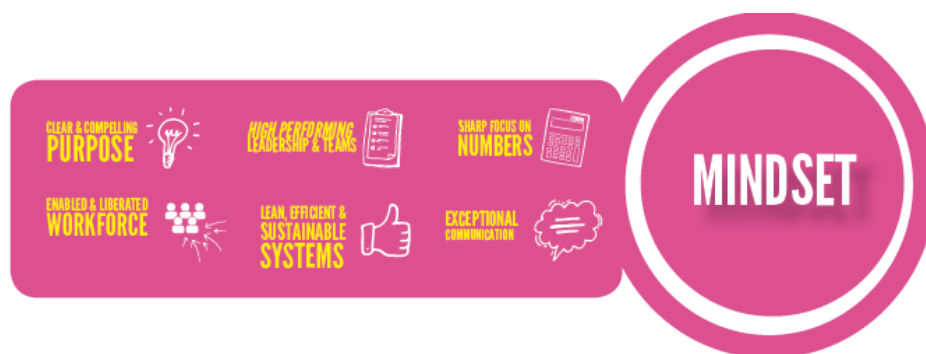 CLEAR & COMPELLING
PURPOSE
HIGH PERFORMING
LEADERSHIP & TEAMS
SHARP FOCUS ON
NUMBERS
ENABLED & LIBERATED
WORKFORCE
LEAN, EFFICIENT &
SUSTAINABLE
SYSTEMS
EXCEPTIONAL
COMMUNICATION
MINDSET